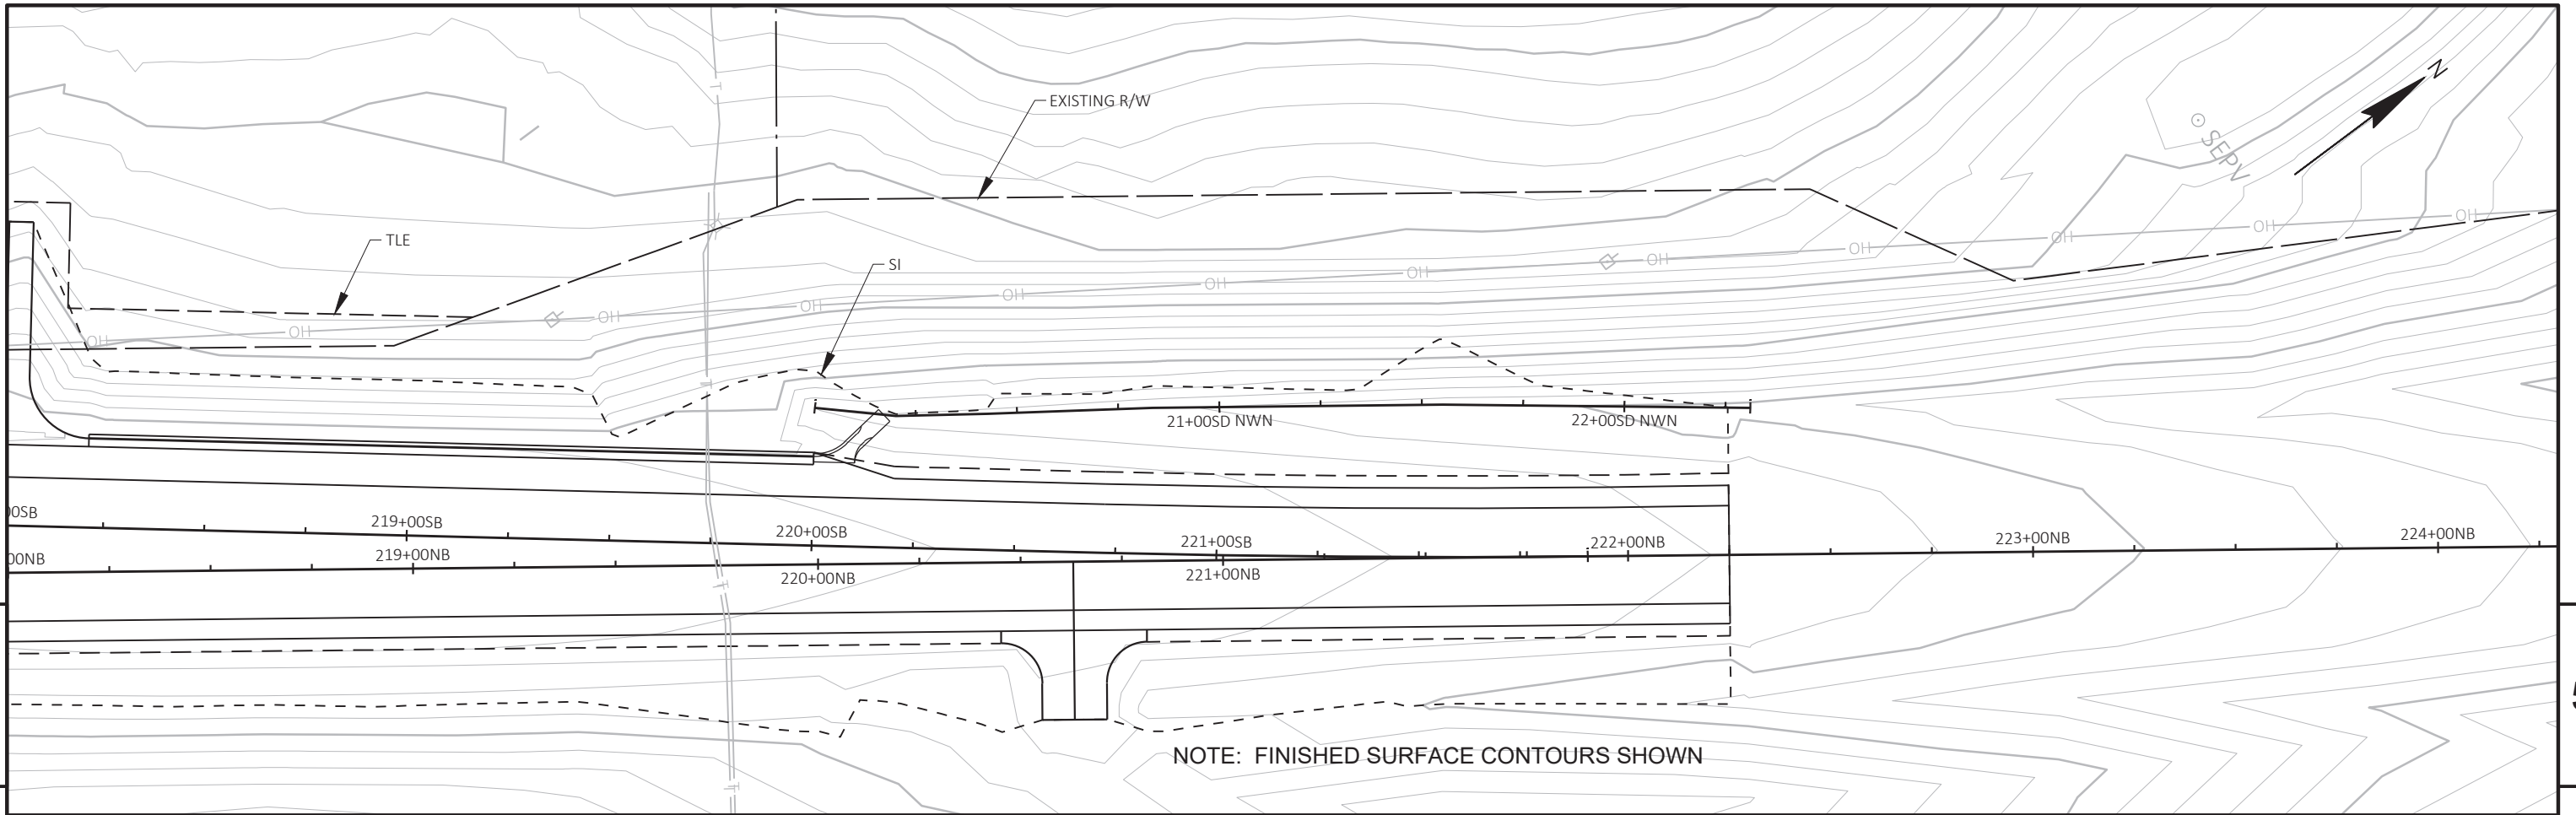 N
EXISTING R/W
SEPV
TLE
SI
OH OH OH OH OH OH OH OH OH OH OH OH OH
21+00SD NWN
22+00SD NWN
00SB
219+00SB
220+00SB
221+00SB
222+00NB
223+00NB
224+00NB
00NB
219+00NB
220+00NB
221+00NB
T
T
T
T
T
NOTE: FINISHED SURFACE CONTOURS SHOWN